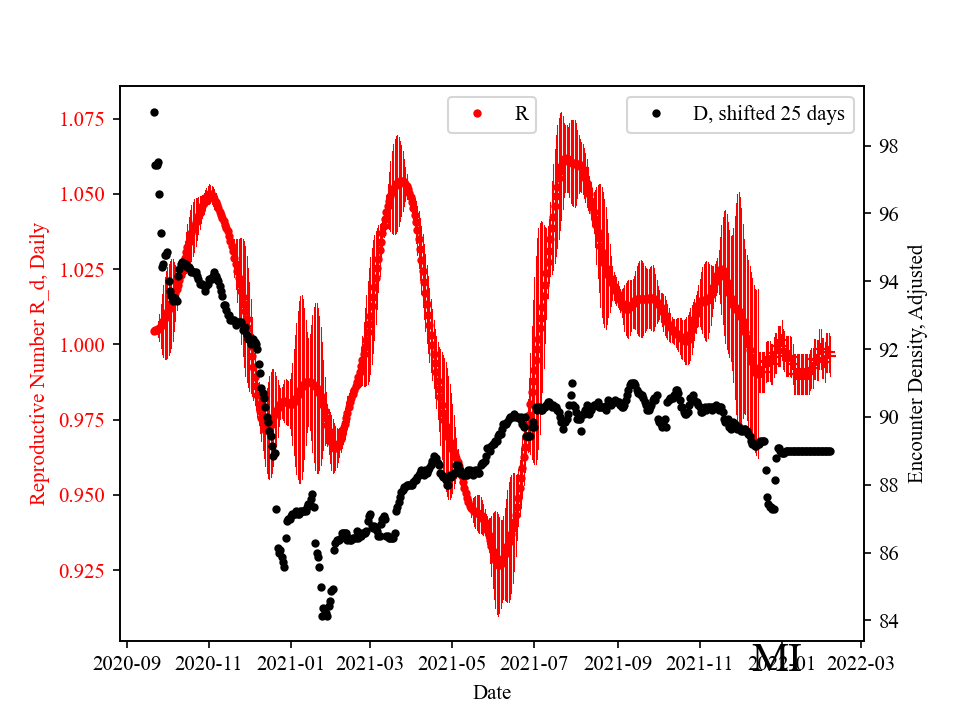 R
D, shifted 25 days
1.075
1.050
1.025
1.000
0.975
0.950
0.925
Reproductive Number R_d, Daily
98
96
94
92
90
88
86
84
Encounter Density, Adjusted
2020-09 2020-11 2021-01 2021-03 2021-05 2021-07 2021-09 2021-11 2022-01 2022-03
MI
Date